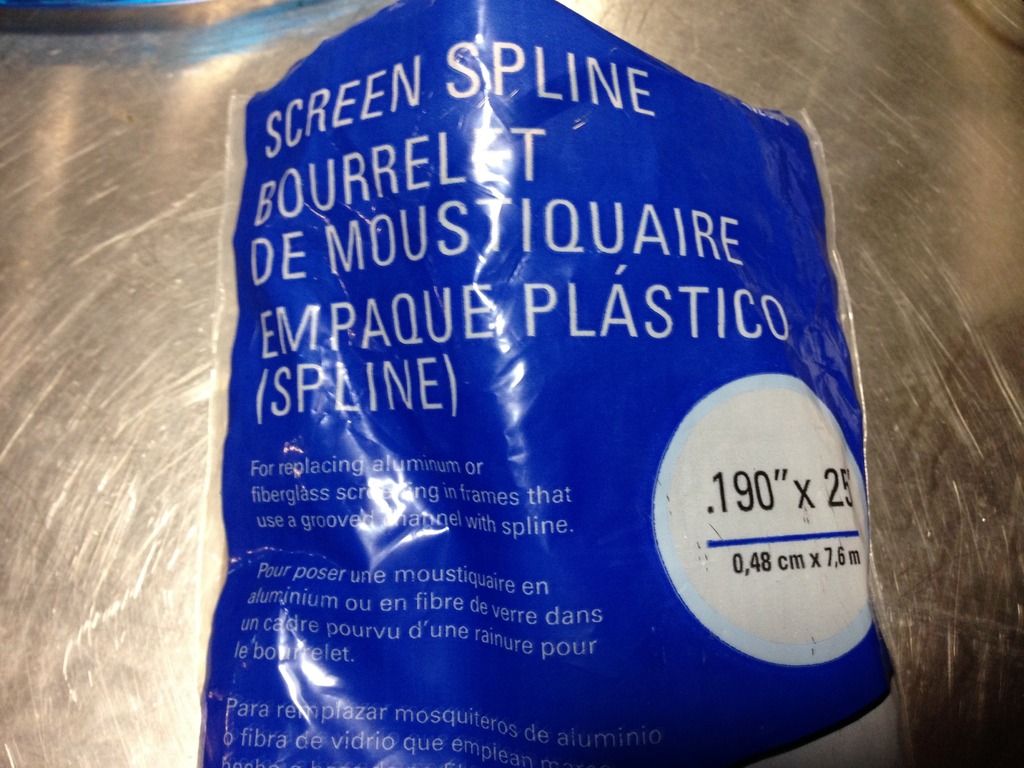 SCREEN SPLINE
BOURRELET
DE MOUSTIQUAIRE
EMPAQUE PLÁSTICO
(SPLINE)
For replacing aluminum or
fiberglass screening in frames that
use a grooved channel with spline.
.190" x 25'
0,48 cm x 7,6 m
Pour poser une moustiquaire en
aluminium ou en fibre de verre dans
un cadre pourvu d'une rainure pour
le bourrelet.
Para remplazar mosquiteros de aluminio
o fibra de vidrio que emplean